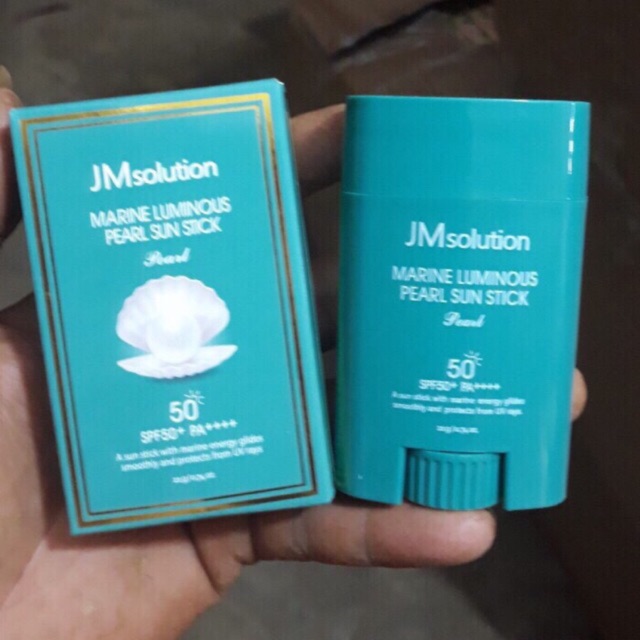 JMsolution
MARINE LUMINOUS
PEARL SUN STICK
Pearl
50
SPF50+ PA++++
A sun stick with marine energy glides
smoothly and protects from UV rays
JMsolution
MARINE LUMINOUS
PEARL SUN STICK
Pearl
50
SPF50+ PA++++
A sun stick with marine energy glides
smoothly and protects from UV rays